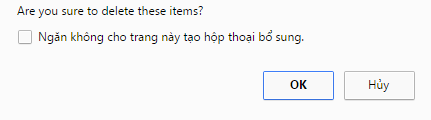 Are you sure to delete these items?
Ngăn không cho trang này tạo hộp thoại bổ sung.
OK Hủy